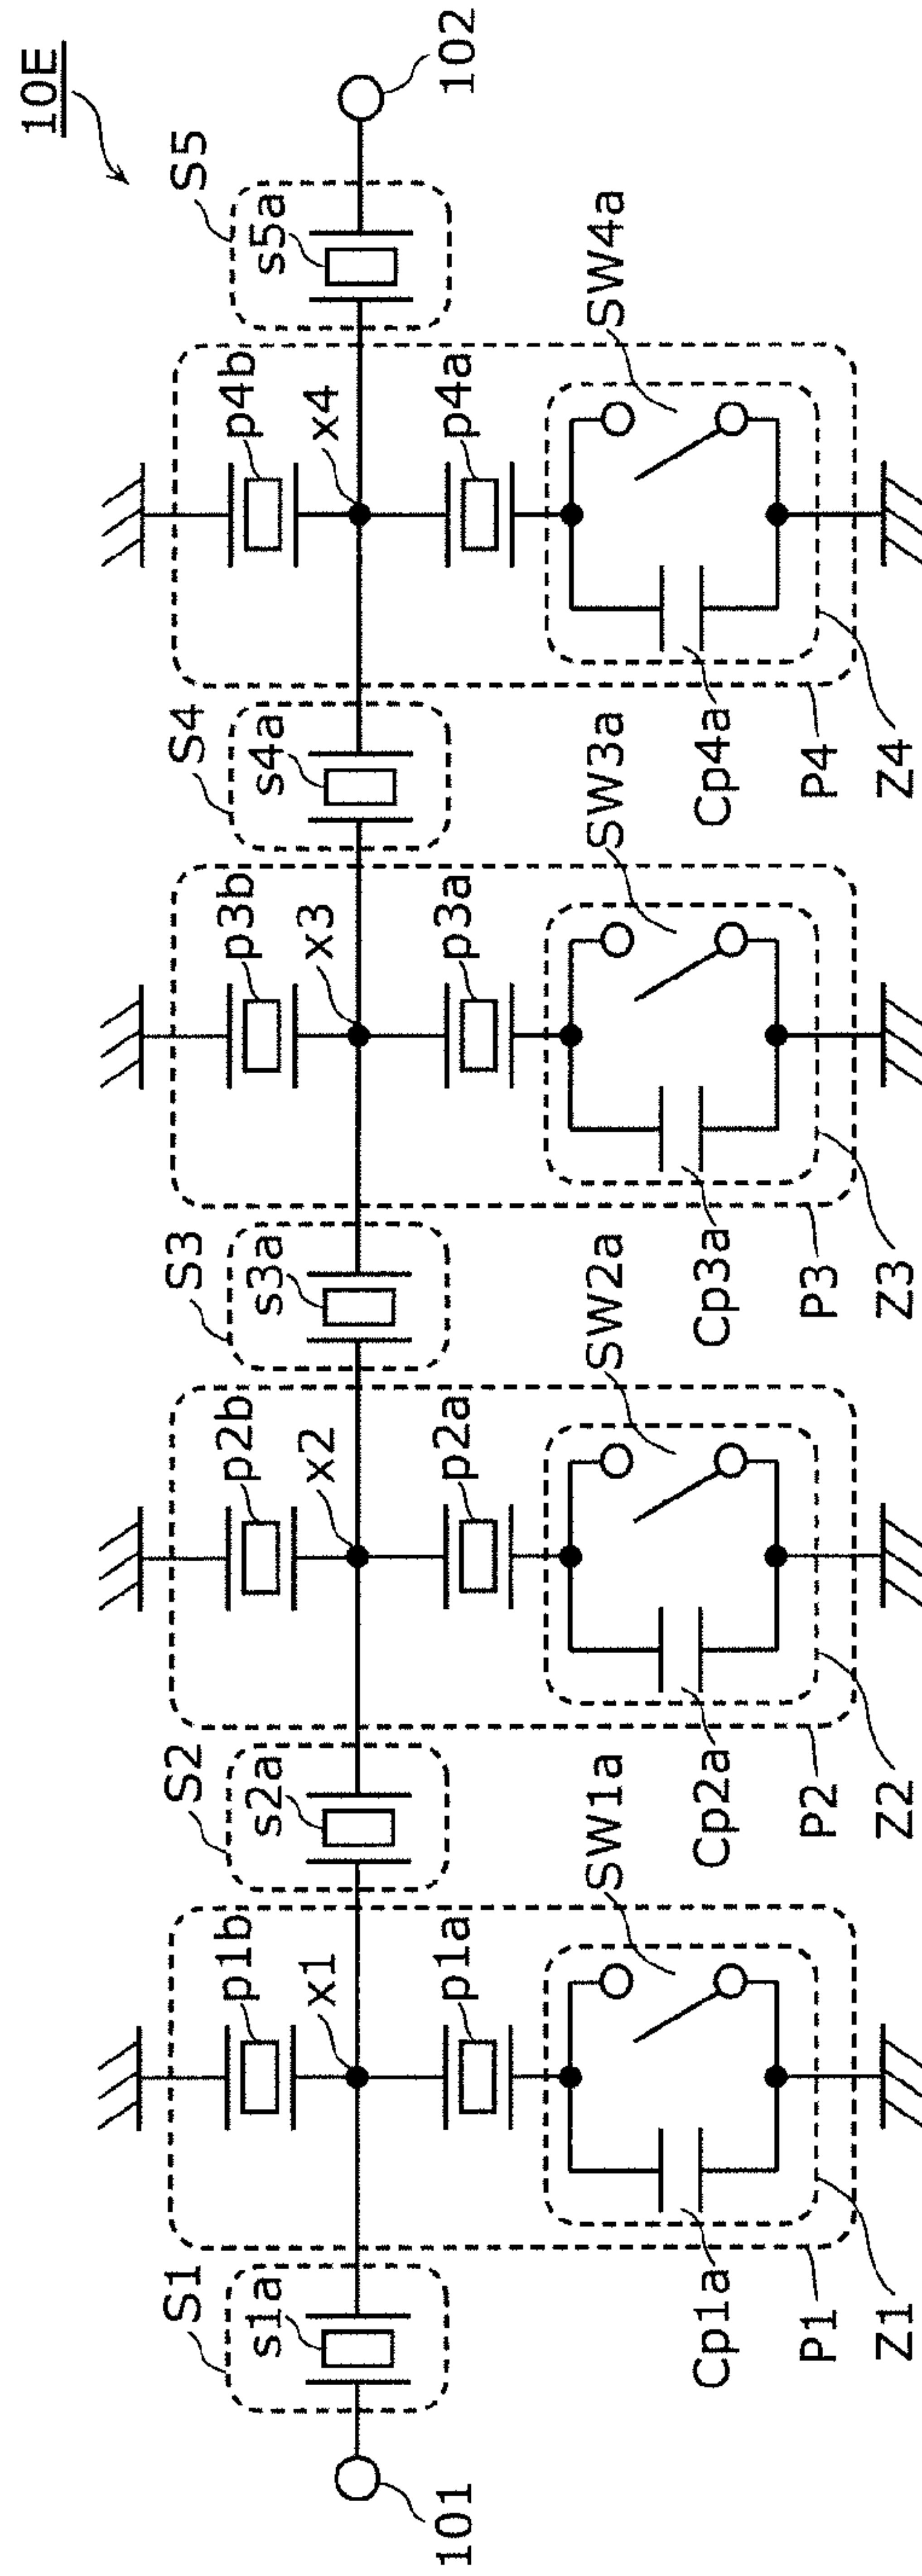 10E
S1
s1a
p1b
x1
p1a
SW1a
Cp1a
P1
Z1
S2
s2a
p2b
x2
p2a
SW2a
Cp2a
P2
Z2
S3
s3a
p3b
x3
p3a
SW3a
Cp3a
P3
Z3
S4
s4a
p4b
x4
p4a
SW4a
Cp4a
P4
Z4
S5
s5a
101
102